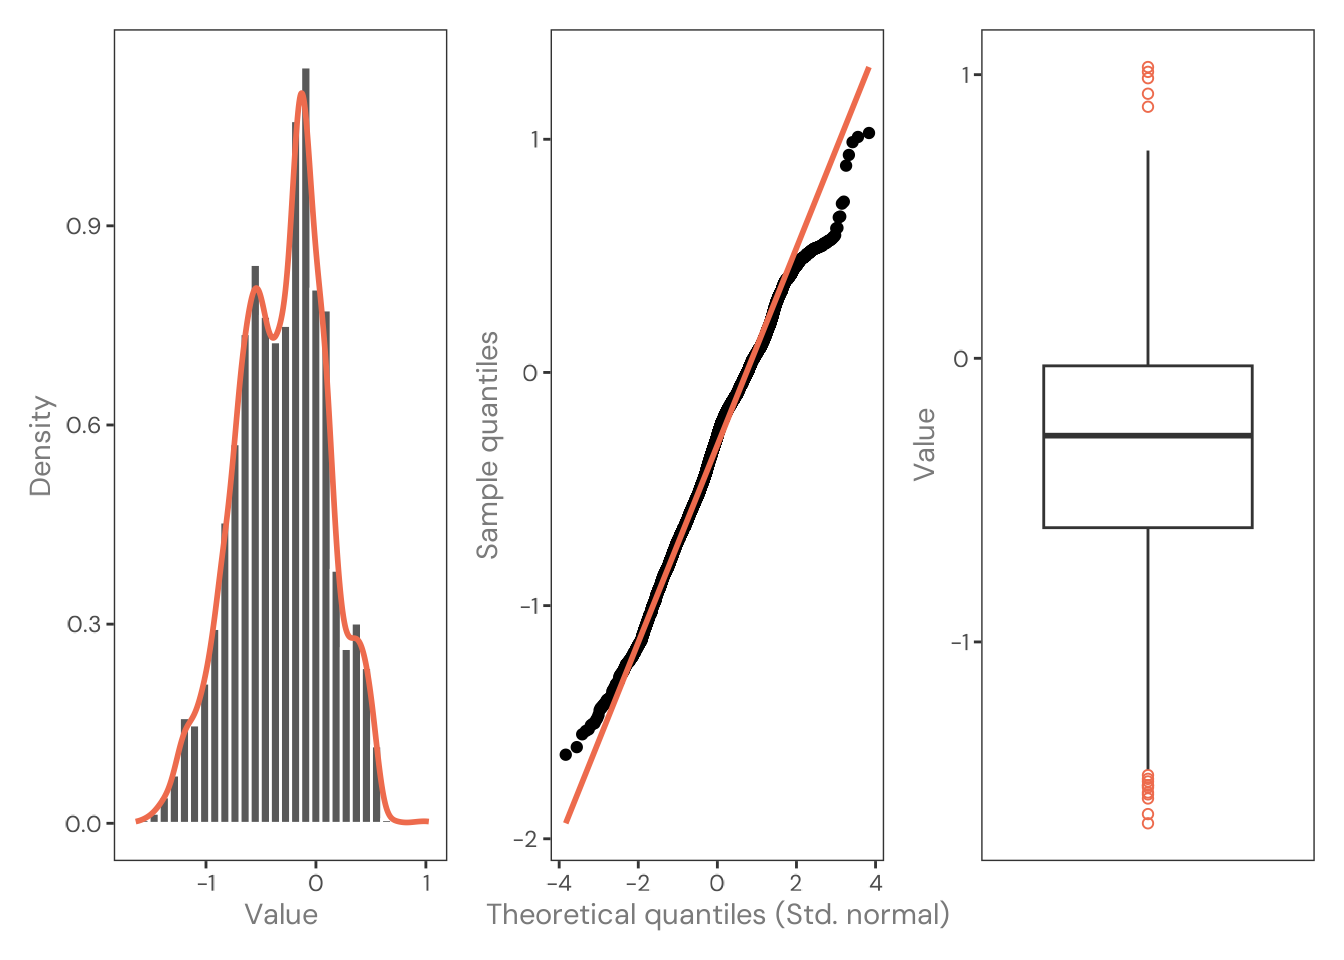 Density
0.9
0.6
0.3
0.0
-1 0 1
Value
Sample quantiles
1
0
-1
-2
-4 -2 0 2 4
Theoretical quantiles (Std. normal)
Value
1
0
-1